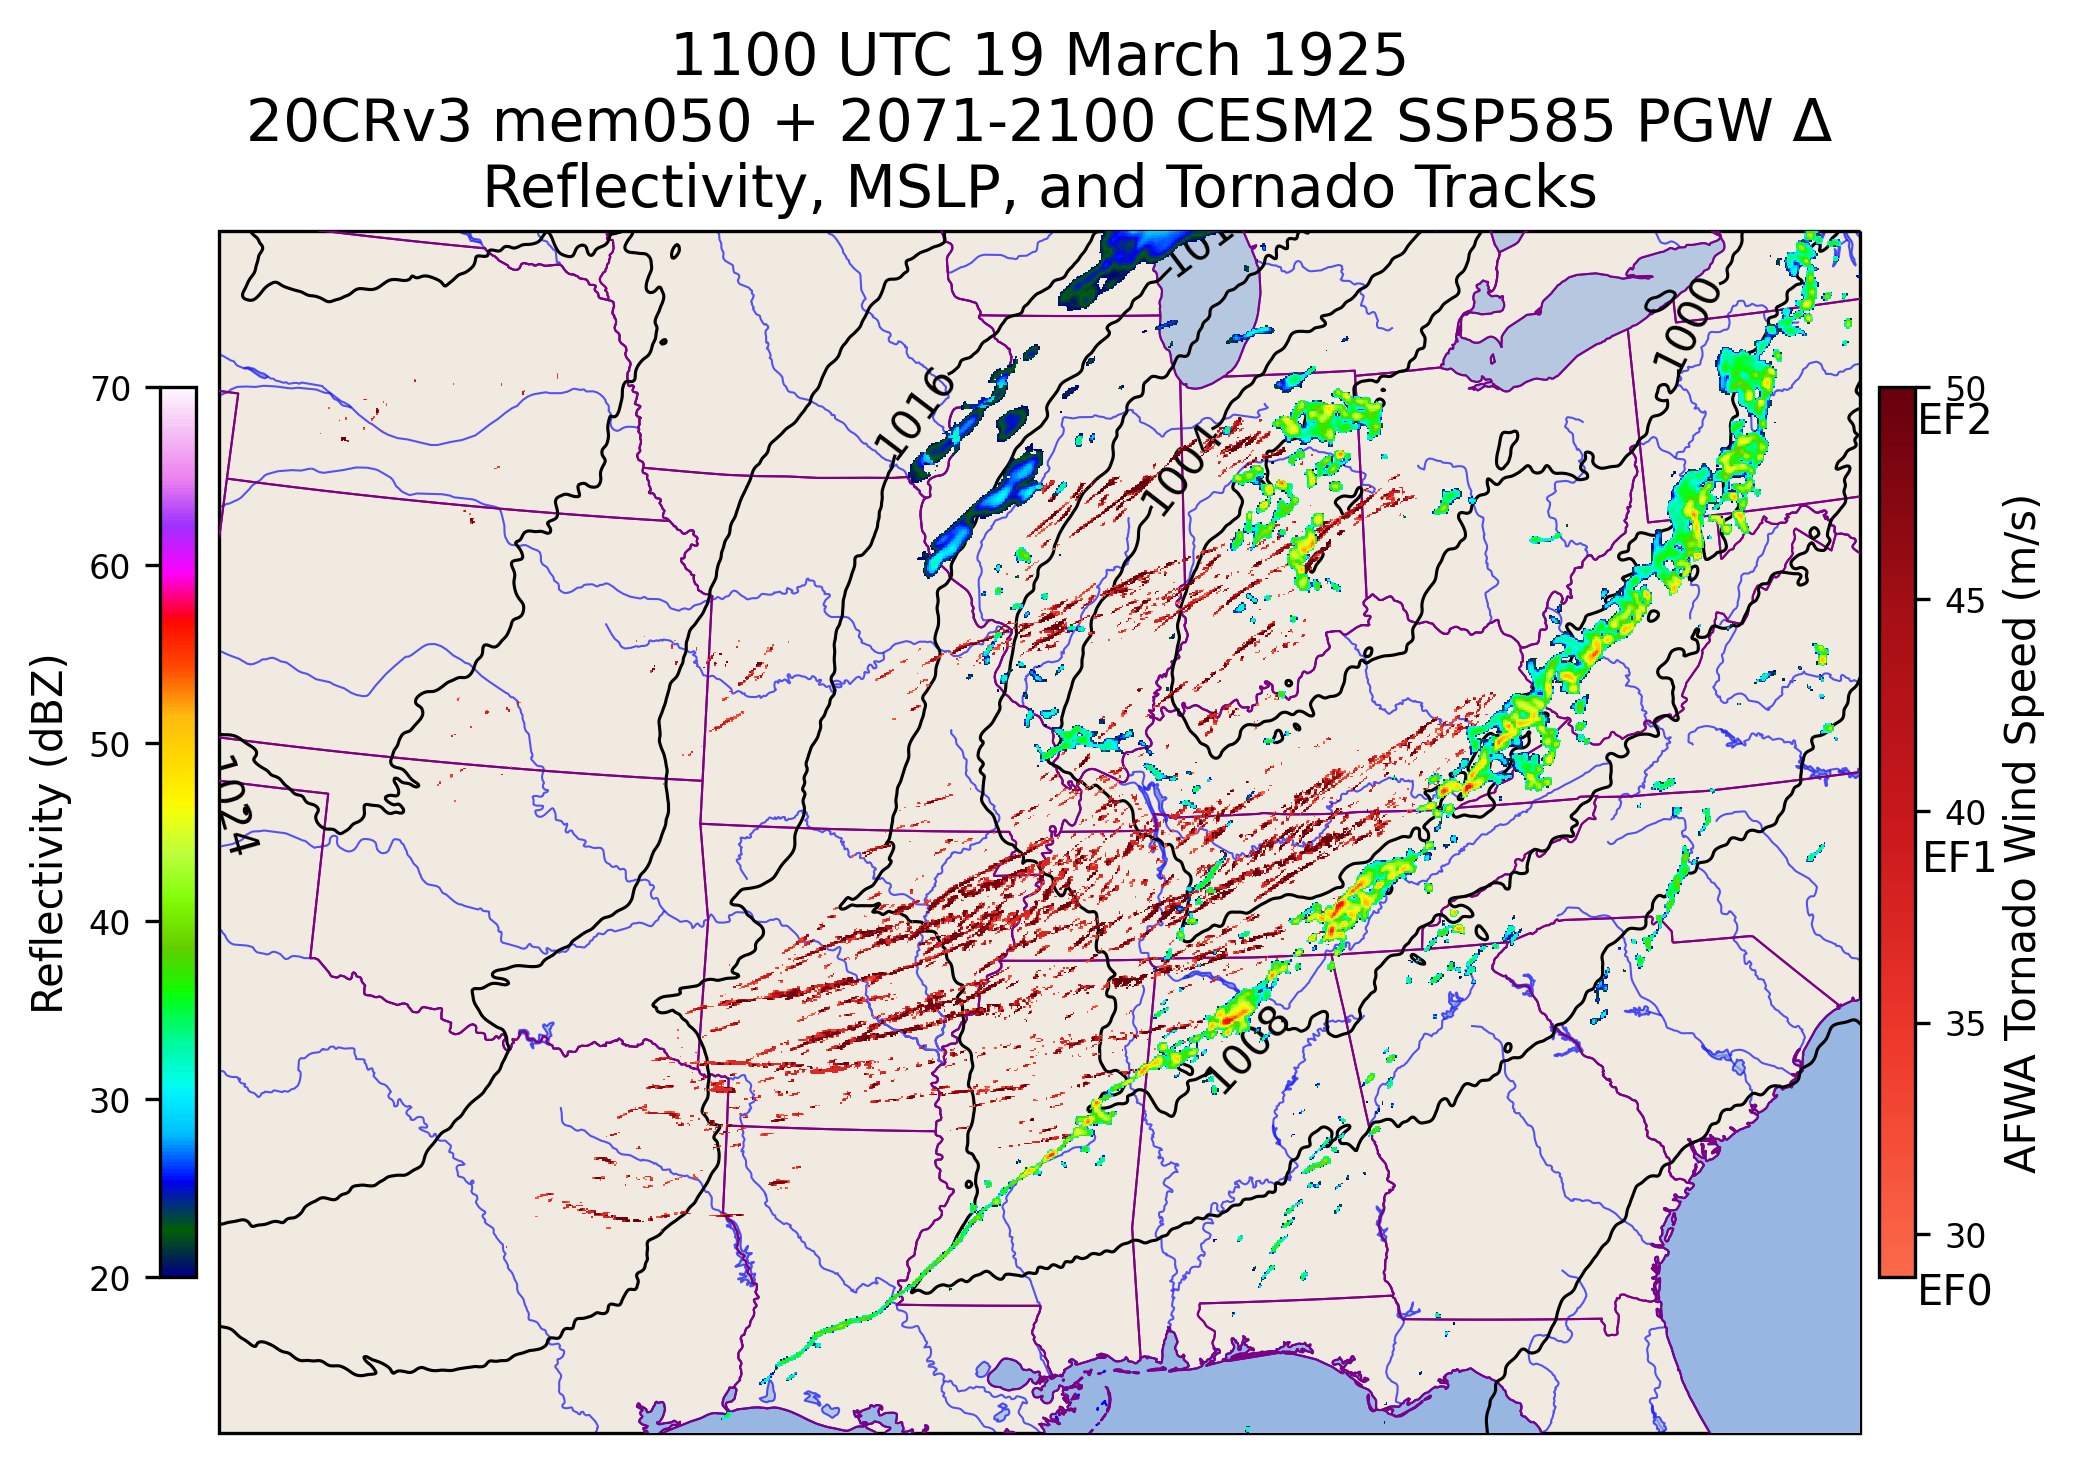 1100 UTC 19 March 1925
20CRv3 mem050 + 2071-2100 CESM2 SSP585 PGW Δ
Reflectivity, MSLP, and Tornado Tracks
Reflectivity (dBZ)
70
60
50
40
30
20
1016
1004
1000
1024
1008
50
EF2
45
40
EF1
35
30
EF0
AFWA Tornado Wind Speed (m/s)